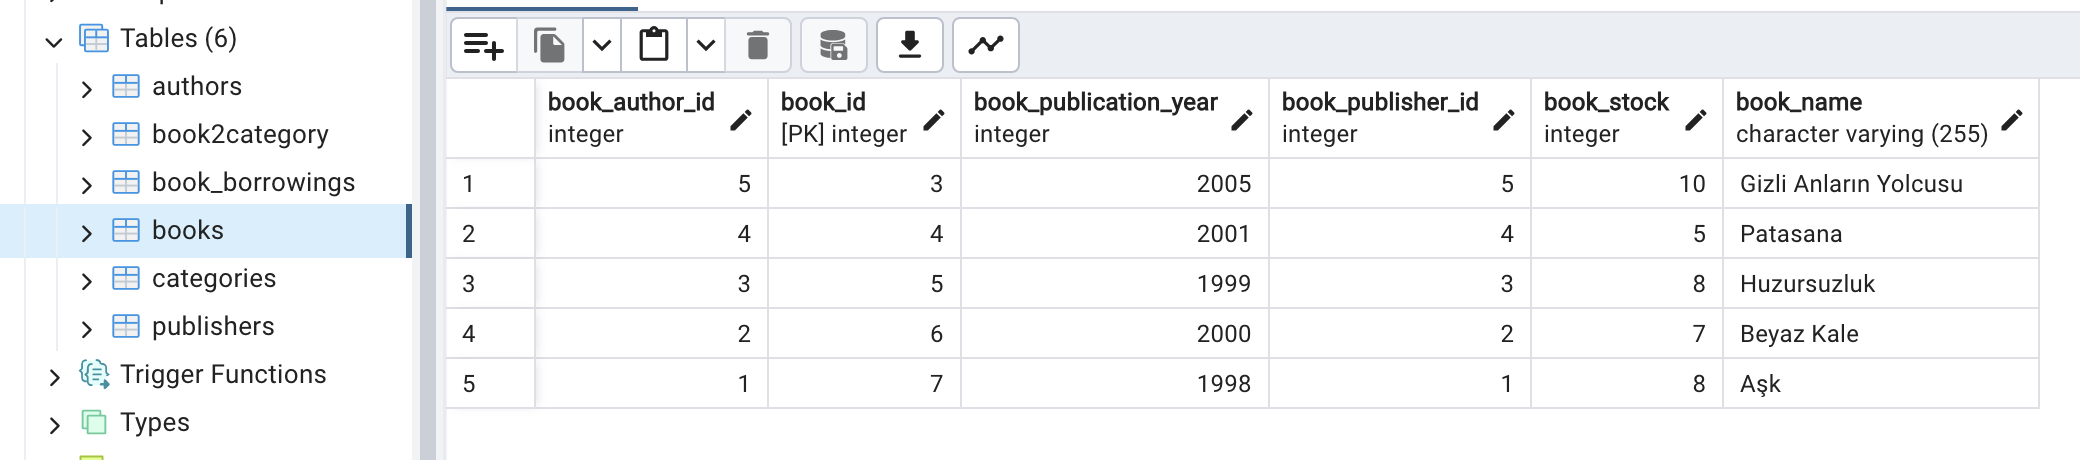 Tables (6)
authors
book2category
book_borrowings
books
categories
publishers
Trigger Functions
Types
book_author_id book_id book_publication_year book_publisher_id book_stock book_name
integer [PK] integer integer integer integer character varying (255)
1 5 3 2005 5 10 Gizli Anların Yolcusu
2 4 4 2001 4 5 Patasana
3 3 5 1999 3 8 Huzursuzluk
4 2 6 2000 2 7 Beyaz Kale
5 1 7 1998 1 8 Aşk